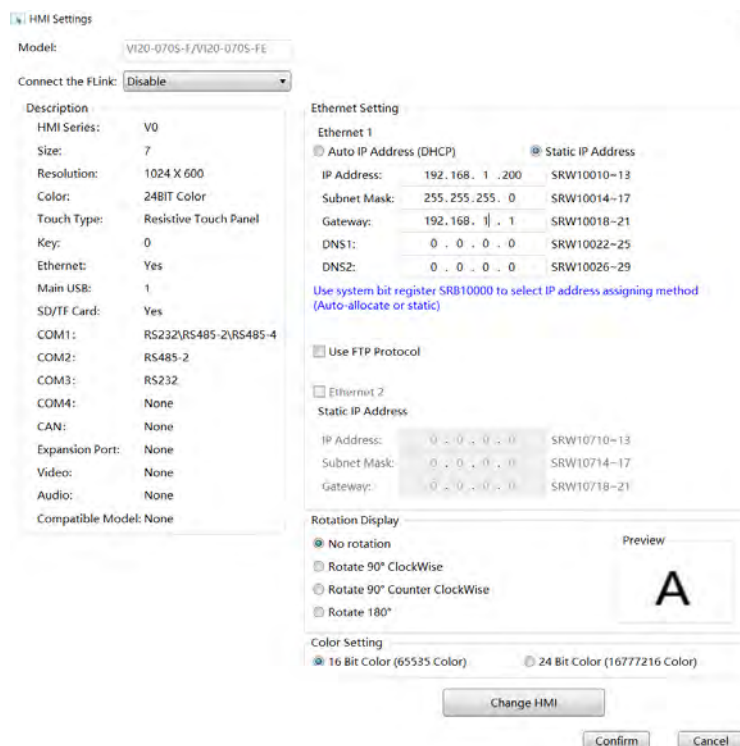 HMI Settings
Model: VI20-070S-F/VI20-070S-FE
Connect the FLink: Disable
Description
HMI Series: V0
Size: 7
Resolution: 1024 X 600
Color: 24BIT Color
Touch Type: Resistive Touch Panel
Key: 0
Ethernet: Yes
Main USB: 1
SD/TF Card: Yes
COM1: RS232\RS485-2\RS485-4
COM2: RS485-2
COM3: RS232
COM4: None
CAN: None
Expansion Port: None
Video: None
Audio: None
Compatible Model: None
Ethernet Setting
Ethernet 1
Auto IP Address (DHCP) Static IP Address
IP Address: 192.168. 1 .200 SRW10010~13
Subnet Mask: 255.255.255. 0 SRW10014~17
Gateway: 192.168. 1 . 1 SRW10018~21
DNS1: 0 . 0 . 0 . 0 SRW10022~25
DNS2: 0 . 0 . 0 . 0 SRW10026~29
Use system bit register SRB10000 to select IP address assigning method
(Auto-allocate or static)
Use FTP Protocol
Ethernet 2
Static IP Address
IP Address: 0 . 0 . 0 . 0 SRW10710~13
Subnet Mask: 0 . 0 . 0 . 0 SRW10714~17
Gateway: 0 . 0 . 0 . 0 SRW10718~21
Rotation Display
No rotation
Rotate 90° ClockWise
Rotate 90° Counter ClockWise
Rotate 180°
Preview
A
Color Setting
16 Bit Color (65535 Color) 24 Bit Color (16777216 Color)
Change HMI
Confirm Cancel